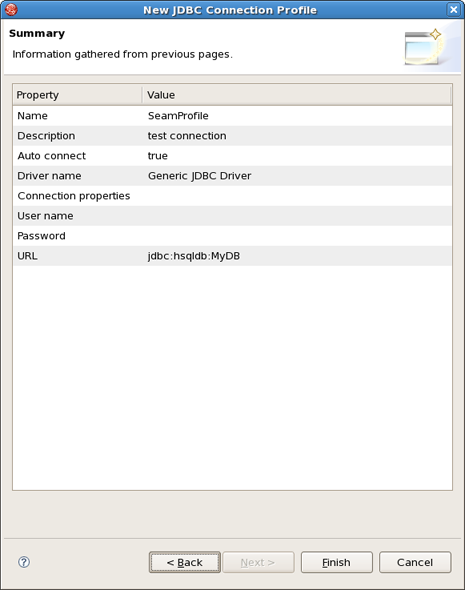 New JDBC Connection Profile
Summary
Information gathered from previous pages.
Property Value
Name SeamProfile
Description test connection
Auto connect true
Driver name Generic JDBC Driver
Connection properties
User name
Password
URL jdbc:hsqldb:MyDB
? < Back Next > Finish Cancel